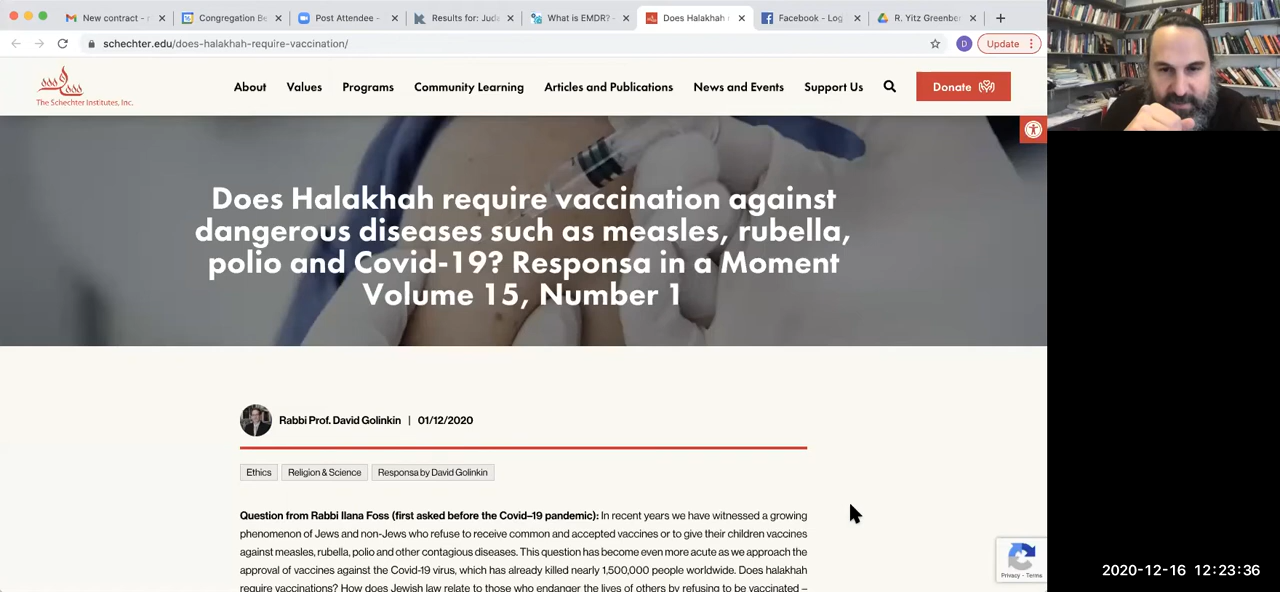 New contract - r
Congregation Be
Post Attendee -
Results for: Juda
What is EMDR? -
Does Halakhah r
Facebook - Log
R. Yitz Greenber
schechter.edu/does-halakhah-require-vaccination/
D
Update
The Schechter Institutes, Inc.
About
Values
Programs
Community Learning
Articles and Publications
News and Events
Support Us
Donate
Does Halakhah require vaccination against
dangerous diseases such as measles, rubella,
polio and Covid-19? Responsa in a Moment
Volume 15, Number 1
Rabbi Prof. David Golinkin | 01/12/2020
Ethics
Religion & Science
Responsa by David Golinkin
Question from Rabbi Ilana Foss (first asked before the Covid–19 pandemic): In recent years we have witnessed a growing
phenomenon of Jews and non-Jews who refuse to receive common and accepted vaccines or to give their children vaccines
against measles, rubella, polio and other contagious diseases. This question has become even more acute as we approach the
approval of vaccines against the Covid-19 virus, which has already killed nearly 1,500,000 people worldwide. Does halakhah
require vaccinations? How does Jewish law relate to those who endanger the lives of others by refusing to be vaccinated –
Privacy - Terms
2020-12-16 12:23:36